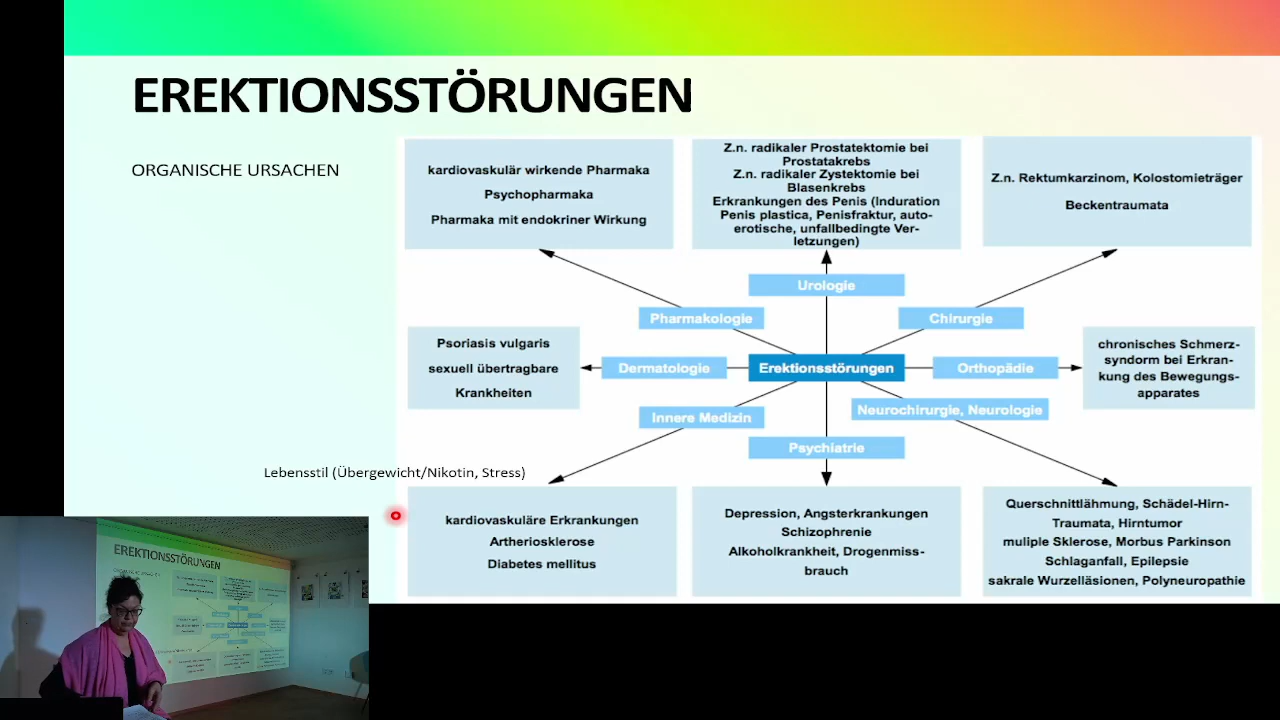 EREKTIONSSTÖRUNGEN
ORGANISCHE URSACHEN
kardiovaskulär wirkende Pharmaka
Psychopharmaka
Pharmaka mit endokriner Wirkung
Z.n. radikaler Prostatektomie bei
Prostatakrebs
Z.n. radikaler Zystektomie bei
Blasenkrebs
Erkrankungen des Penis (Induration
Penis plastica, Penisfraktur, auto-
erotische, unfallbedingte Ver-
letzungen)
Z.n. Rektumkarzinom, Kolostomieträger
Beckentraumata
Urologie
Pharmakologie
Chirurgie
Psoriasis vulgaris
sexuell übertragbare
Krankheiten
Dermatologie
Erektionsstörungen
Orthopädie
chronisches Schmerz-
syndorm bei Erkran-
kung des Bewegungs-
apparates
Innere Medizin
Neurochirurgie, Neurologie
Psychiatrie
Lebensstil (Übergewicht/Nikotin, Stress)
kardiovaskuläre Erkrankungen
Artheriosklerose
Diabetes mellitus
Depression, Angsterkrankungen
Schizophrenie
Alkoholkrankheit, Drogenmiss-
brauch
Querschnittlähmung, Schädel-Hirn-
Traumata, Hirntumor
muliple Sklerose, Morbus Parkinson
Schlaganfall, Epilepsie
sakrale Wurzelläsionen, Polyneuropathie
EREKTIONSSTÖRUNGEN